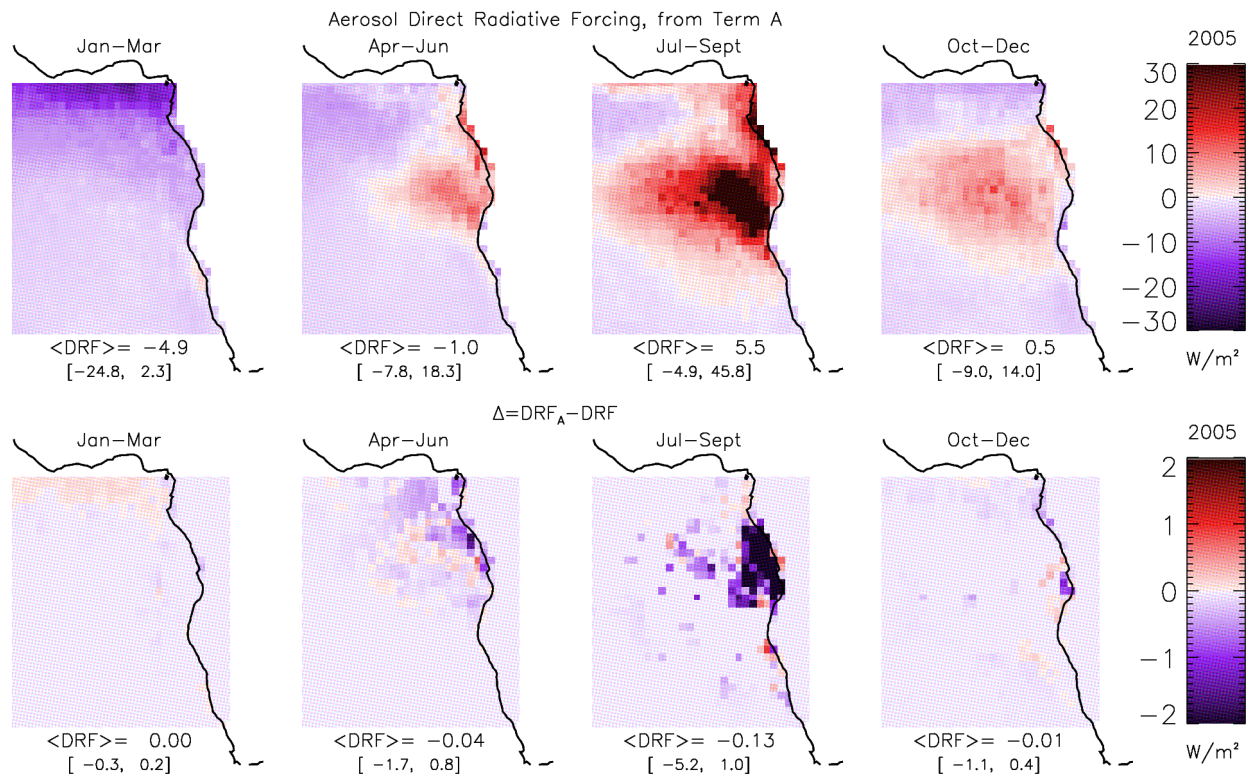 Aerosol Direct Radiative Forcing, from Term A
Jan-Mar Apr-Jun Jul-Sept Oct-Dec 2005
30
20
10
0
-10
-20
-30
<DRF>= -4.9 <DRF>= -1.0 <DRF>= 5.5 <DRF>= 0.5
[-24.8, 2.3] [ -7.8, 18.3] [ -4.9, 45.8] [ -9.0, 14.0]
W/m²
Δ=DRF_A-DRF
Jan-Mar Apr-Jun Jul-Sept Oct-Dec 2005
2
1
0
-1
-2
<DRF>= 0.00 <DRF>= -0.04 <DRF>= -0.13 <DRF>= -0.01
[ -0.3, 0.2] [ -1.7, 0.8] [ -5.2, 1.0] [ -1.1, 0.4]
W/m²